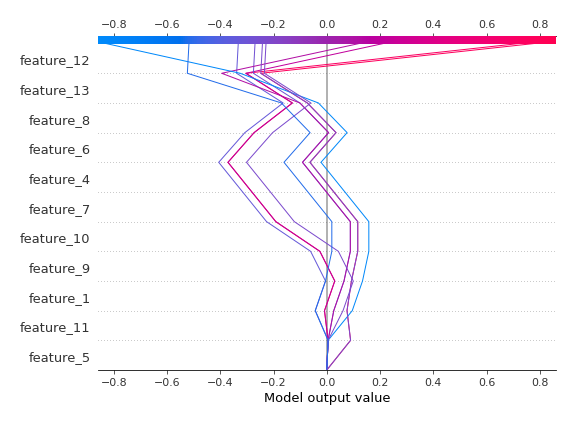 −0.8 −0.6 −0.4 −0.2 0.0 0.2 0.4 0.6 0.8
feature_12
feature_13
feature_8
feature_6
feature_4
feature_7
feature_10
feature_9
feature_1
feature_11
feature_5
−0.8 −0.6 −0.4 −0.2 0.0 0.2 0.4 0.6 0.8
Model output value